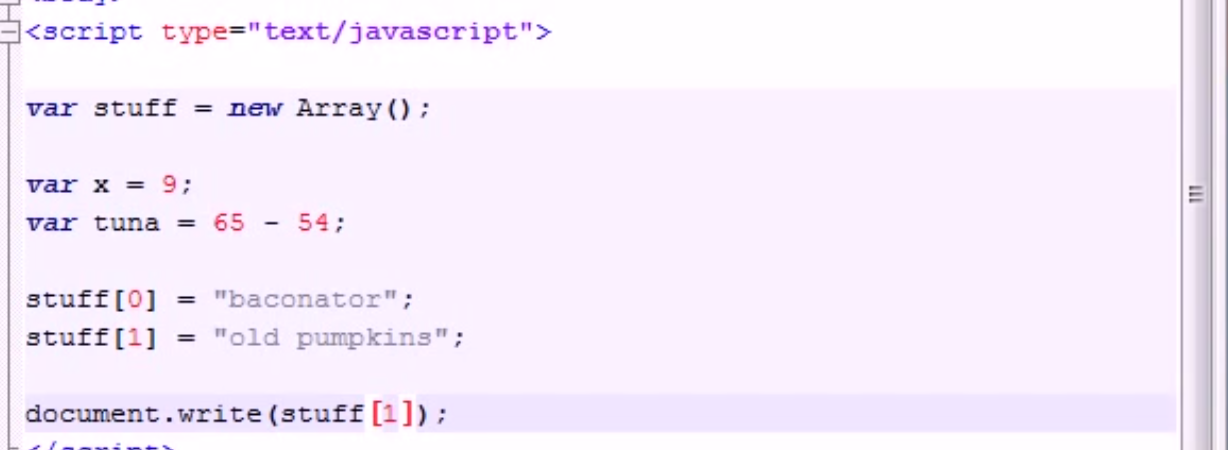 <script type="text/javascript">
var stuff = new Array();
var x = 9;
var tuna = 65 - 54;
stuff[0] = "baconator";
stuff[1] = "old pumpkins";
document.write(stuff[1]);
</script>